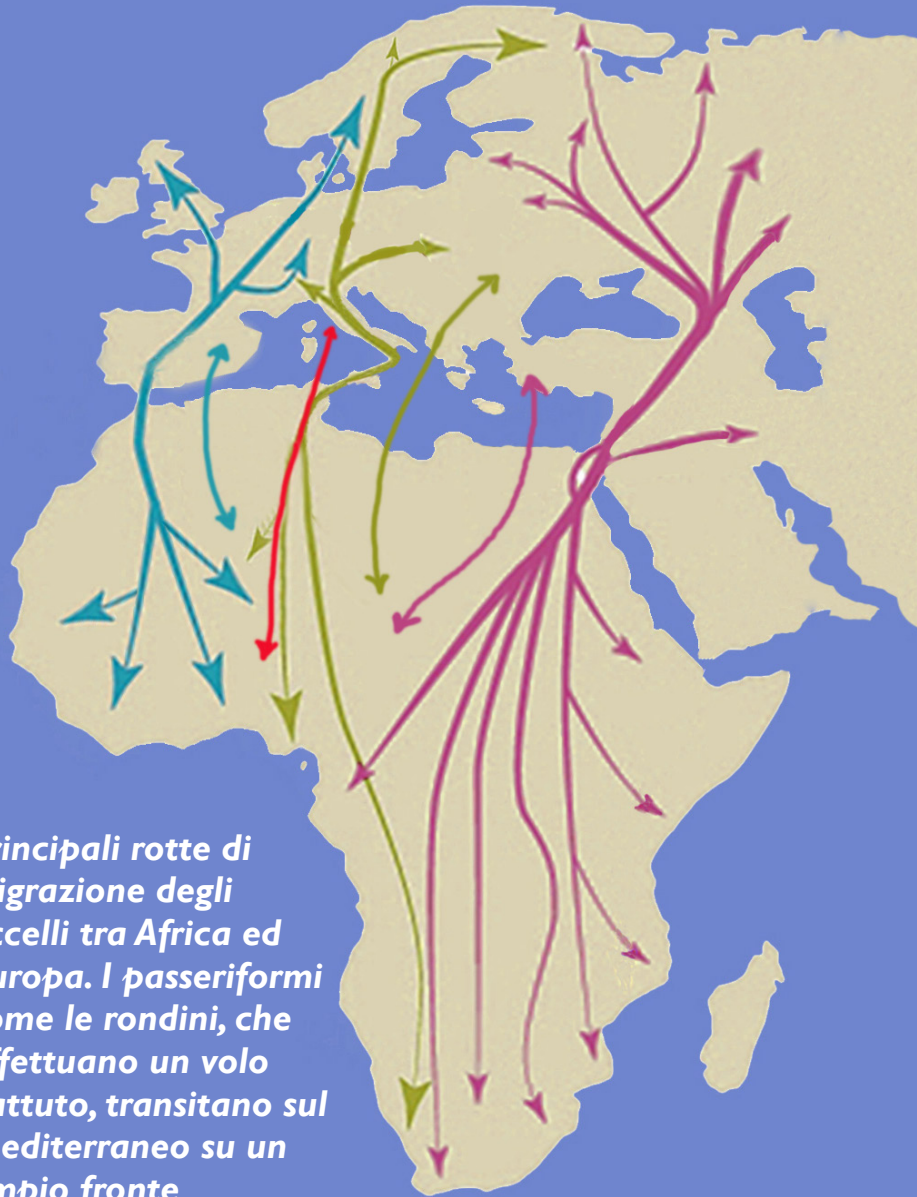 rincipali rotte di
igrazione degli
ccelli tra Africa ed
uropa. I passeriformi
ome le rondini, che
ffettuano un volo
attuto, transitano sul
editerraneo su un
mpio fronte